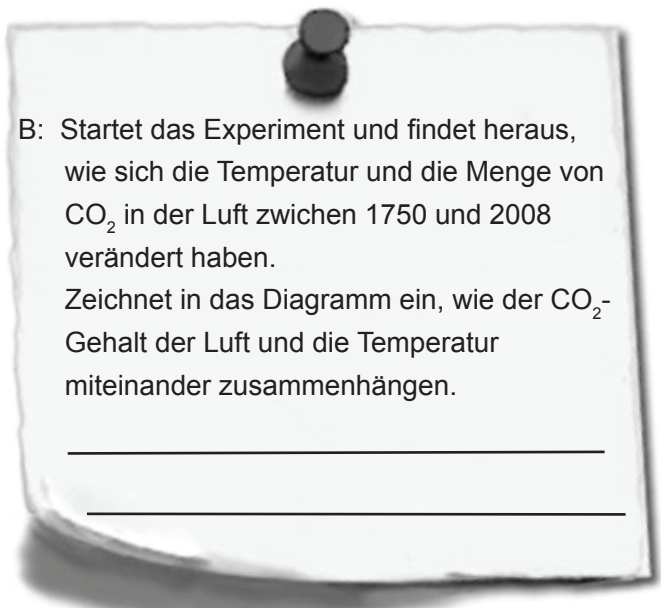 B: Startet das Experiment und findet heraus,
wie sich die Temperatur und die Menge von
CO₂ in der Luft zwichen 1750 und 2008
verändert haben.
Zeichnet in das Diagramm ein, wie der CO₂-
Gehalt der Luft und die Temperatur
miteinander zusammenhängen.